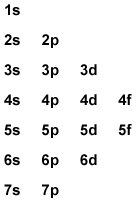 1s
2s 2p
3s 3p 3d
4s 4p 4d 4f
5s 5p 5d 5f
6s 6p 6d
7s 7p